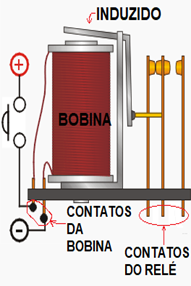 INDUZIDO
+
BOBINA
CONTATOS
DA
BOBINA
CONTATOS
DO RELÉ
-